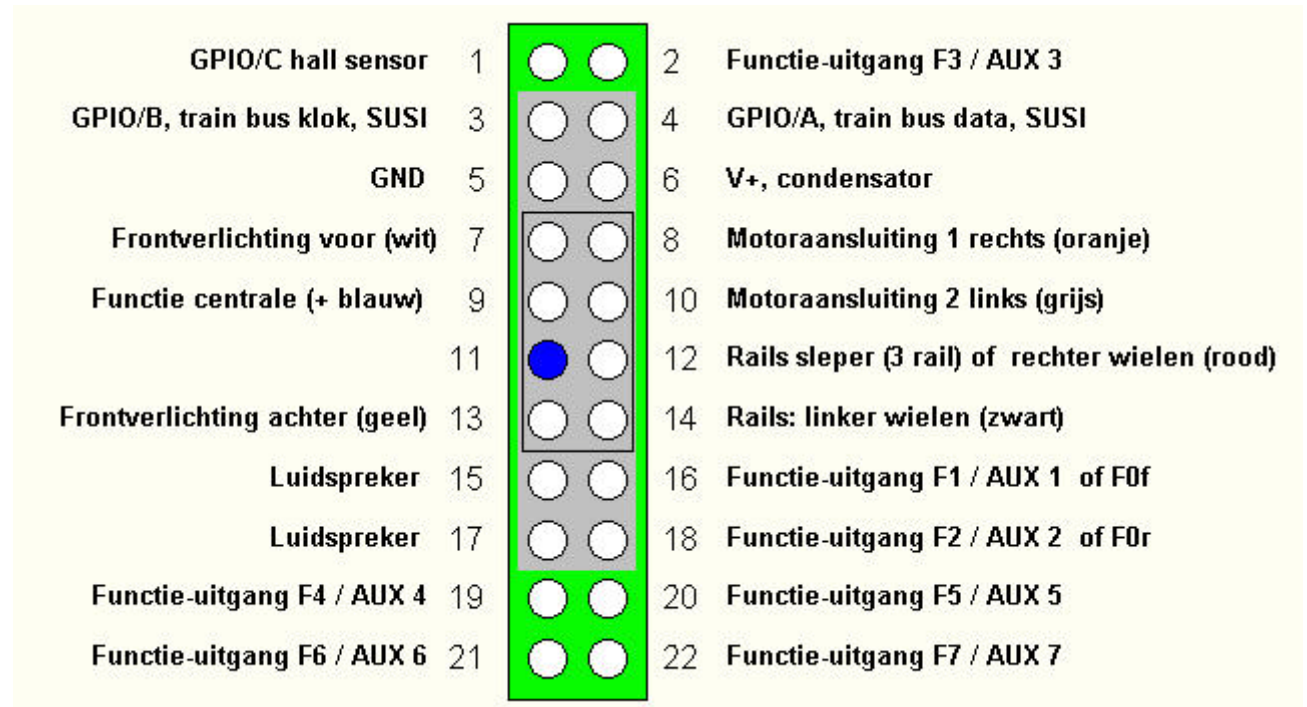 GPIO/C hall sensor 1 2 Functie-uitgang F3 / AUX 3
GPIO/B, train bus klok, SUSI 3 4 GPIO/A, train bus data, SUSI
GND 5 6 V+, condensator
Frontverlichting voor (wit) 7 8 Motoraansluiting 1 rechts (oranje)
Functie centrale (+ blauw) 9 10 Motoraansluiting 2 links (grijs)
11 12 Rails sleper (3 rail) of rechter wielen (rood)
Frontverlichting achter (geel) 13 14 Rails: linker wielen (zwart)
Luidspreker 15 16 Functie-uitgang F1 / AUX 1 of F0f
Luidspreker 17 18 Functie-uitgang F2 / AUX 2 of F0r
Functie-uitgang F4 / AUX 4 19 20 Functie-uitgang F5 / AUX 5
Functie-uitgang F6 / AUX 6 21 22 Functie-uitgang F7 / AUX 7